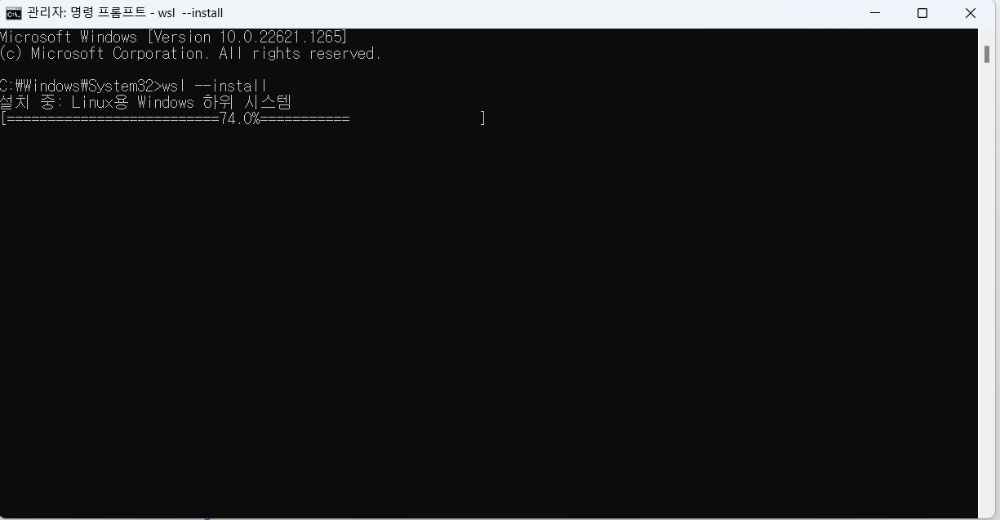 관리자: 명령 프롬프트 - wsl  --install
Microsoft Windows [Version 10.0.22621.1265]
(c) Microsoft Corporation. All rights reserved.
C:₩Windows₩System32>wsl --install
설치 중: Linux용 Windows 하위 시스템
[==========================74.0%===========                ]